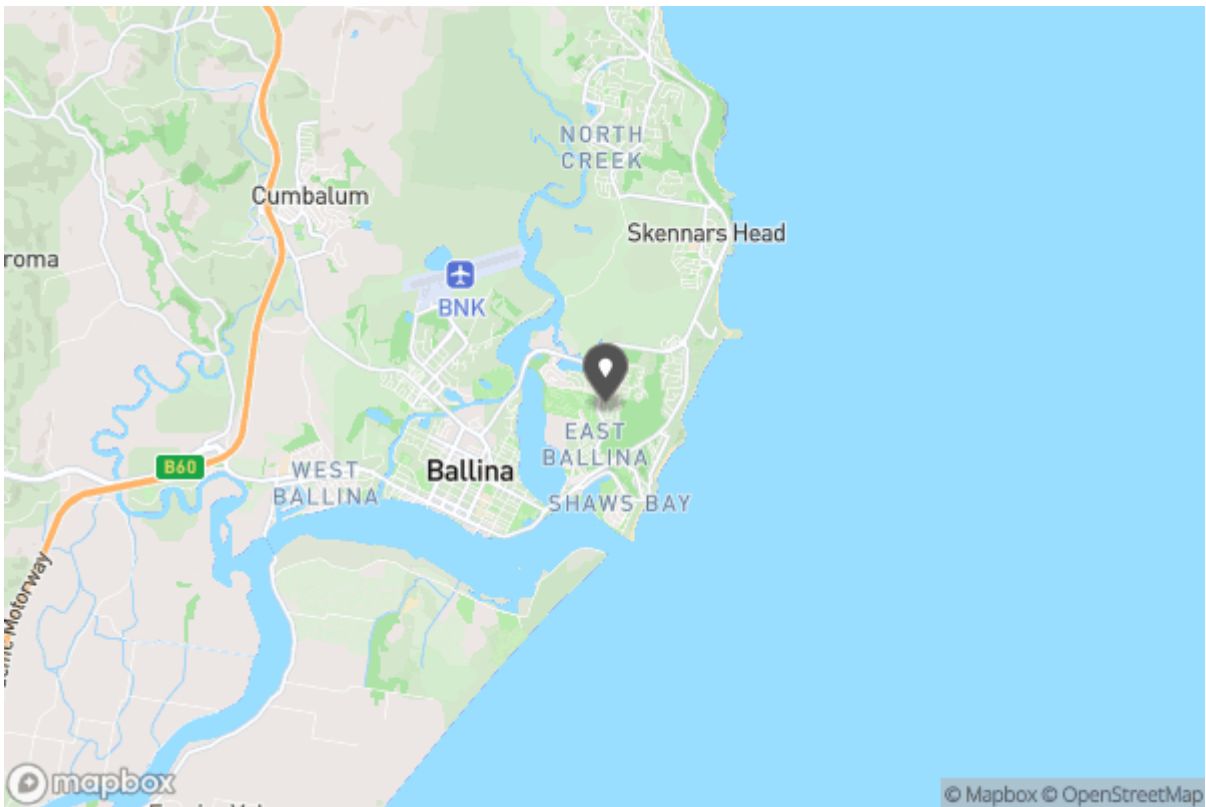 NORTH
CREEK
Cumbalum
Skennars Head
roma
BNK
EAST
BALLINA
B60
WEST
BALLINA
Ballina
SHAWS BAY
Motorway
mapbox
© Mapbox © OpenStreetMap